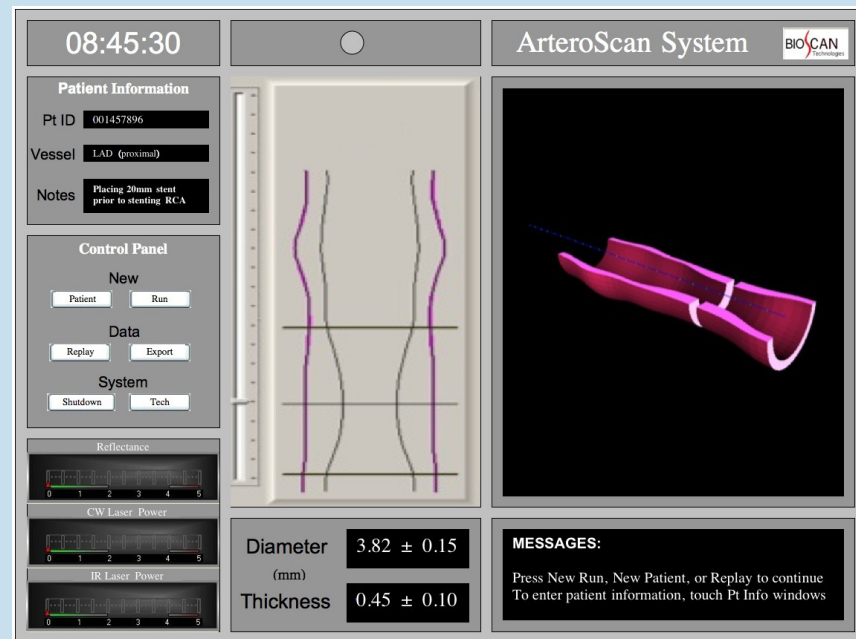 08:45:30
ArteroScan System
BIOSCAN
Technologies
Patient Information
Pt ID 001457896
Vessel LAD (proximal)
Notes Placing 20mm stent
prior to stenting RCA
Control Panel
New
Patient Run
Data
Replay Export
System
Shutdown Tech
Reflectance
0 1 2 3 4 5
CW Laser Power
0 1 2 3 4 5
IR Laser Power
0 1 2 3 4 5
Diameter 3.82 ± 0.15
(mm)
Thickness 0.45 ± 0.10
MESSAGES:
Press New Run, New Patient, or Replay to continue
To enter patient information, touch Pt Info windows